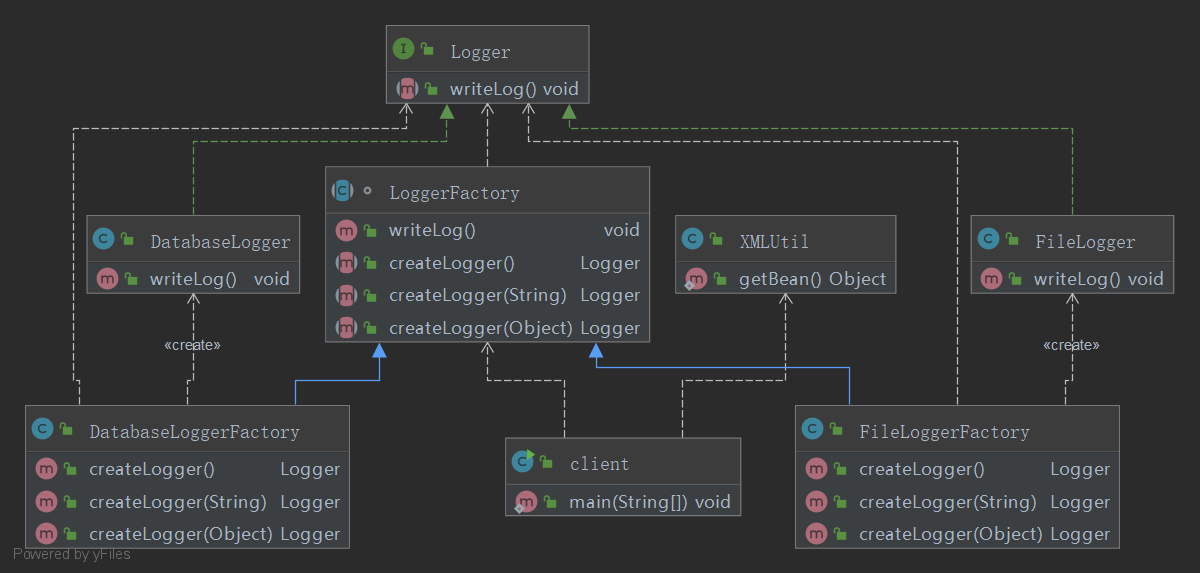 Logger
writeLog() void
LoggerFactory
writeLog() void
createLogger() Logger
createLogger(String) Logger
createLogger(Object) Logger
DatabaseLogger
writeLog() void
XMLUtil
getBean() Object
FileLogger
writeLog() void
«create»
«create»
DatabaseLoggerFactory
createLogger() Logger
createLogger(String) Logger
createLogger(Object) Logger
client
main(String[]) void
FileLoggerFactory
createLogger() Logger
createLogger(String) Logger
createLogger(Object) Logger
Powered by yFiles